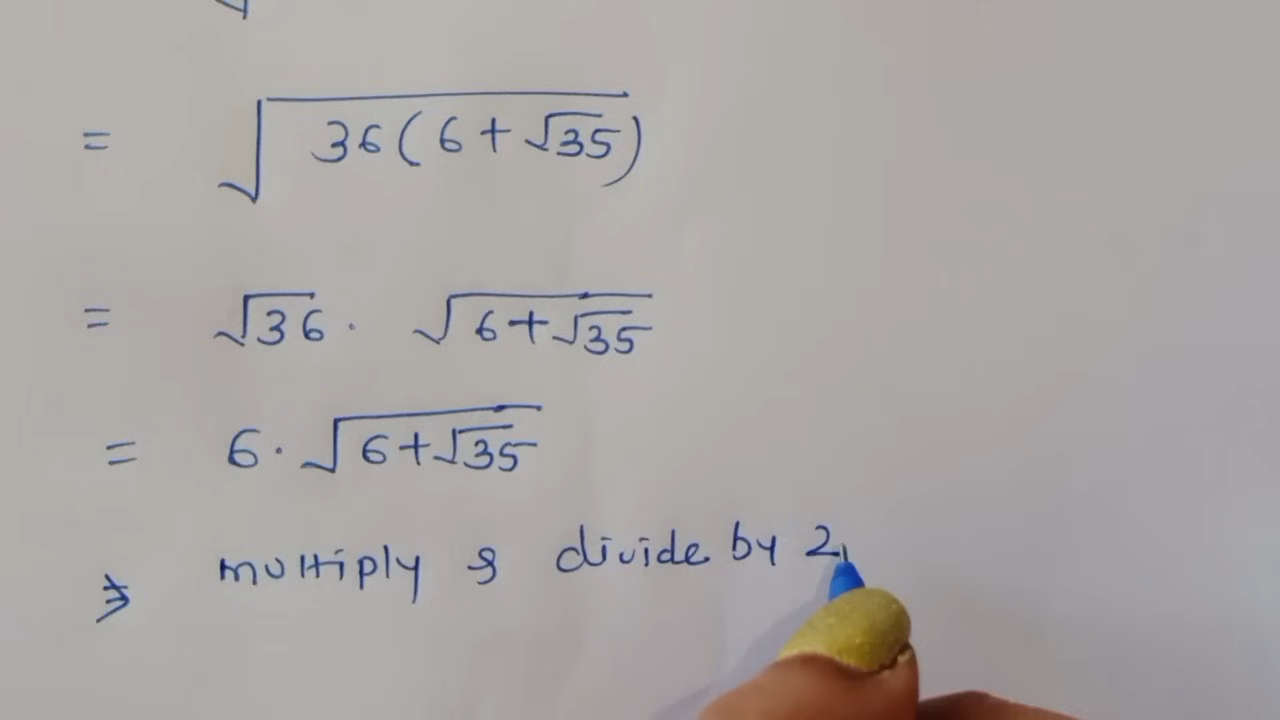 = √36(6+√35)
= √36 · √6+√35
= 6 · √6+√35
⇒ multiply & divide by 2